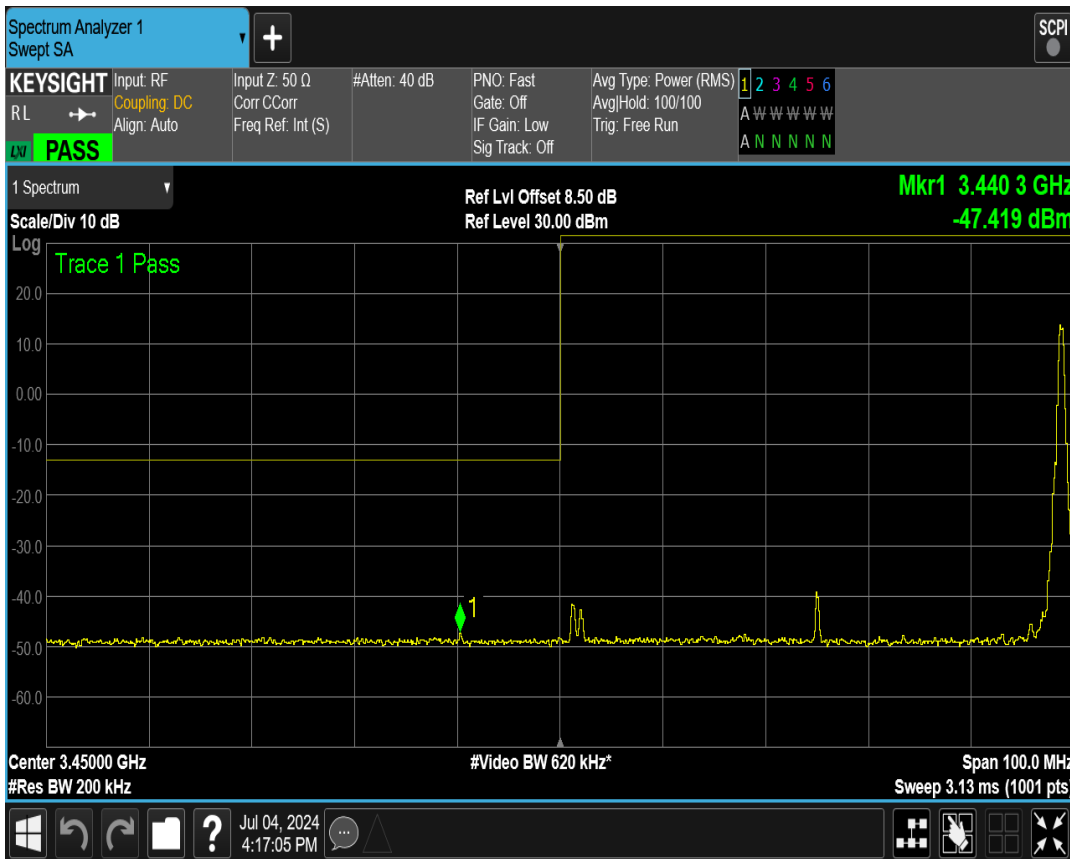 Spectrum Analyzer 1
Swept SA
+
SCPI
KEYSIGHT
RL
LXI PASS
Input: RF
Coupling: DC
Align: Auto
Input Z: 50 Ω
Corr CCorr
Freq Ref: Int (S)
#Atten: 40 dB
PNO: Fast
Gate: Off
IF Gain: Low
Sig Track: Off
Avg Type: Power (RMS)
Avg|Hold: 100/100
Trig: Free Run
1 2 3 4 5 6
A W W W W W
A N N N N N
1 Spectrum
Scale/Div 10 dB
Ref Lvl Offset 8.50 dB
Ref Level 30.00 dBm
Mkr1 3.440 3 GHz
-47.419 dBm
Log
Trace 1 Pass
20.0
10.0
0.00
-10.0
-20.0
-30.0
-40.0
1
-50.0
-60.0
Center 3.45000 GHz
#Res BW 200 kHz
#Video BW 620 kHz*
Span 100.0 MHz
Sweep 3.13 ms (1001 pts)
?
Jul 04, 2024
4:17:05 PM